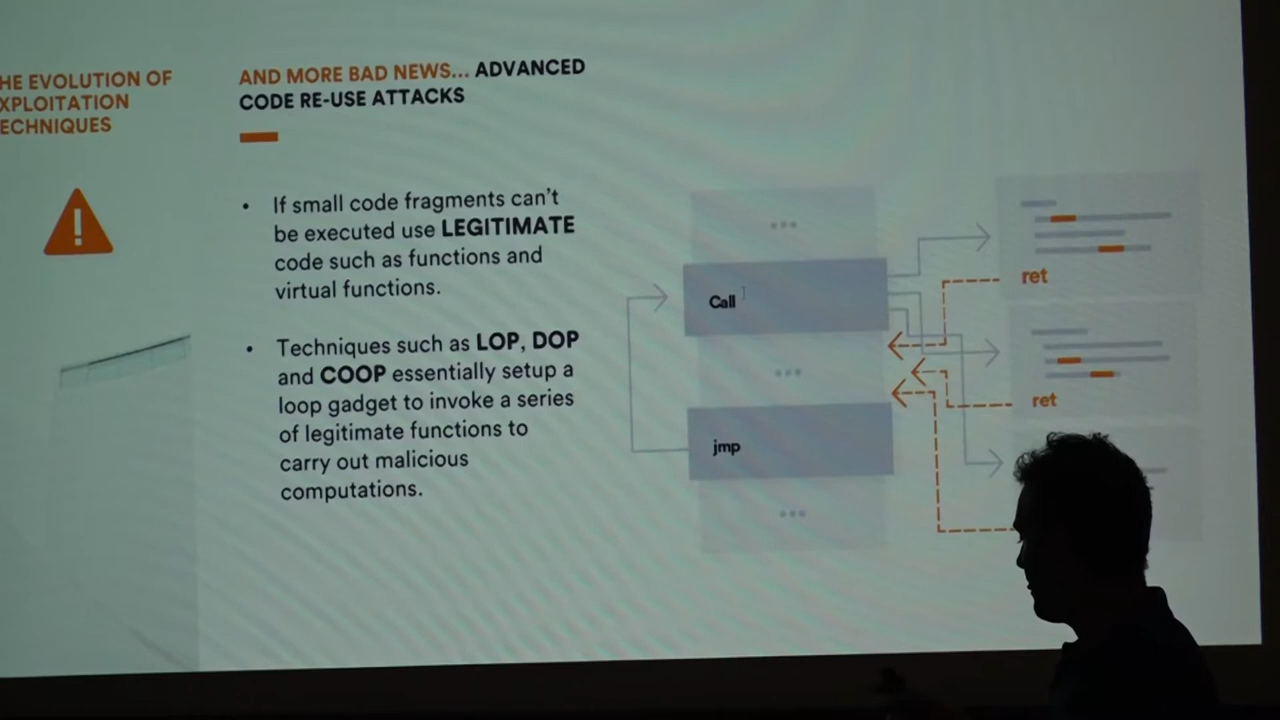 HE EVOLUTION OF
XPLOITATION
ECHNIQUES
AND MORE BAD NEWS... ADVANCED
CODE RE-USE ATTACKS
• If small code fragments can't
be executed use LEGITIMATE
code such as functions and
virtual functions.
• Techniques such as LOP, DOP
and COOP essentially setup a
loop gadget to invoke a series
of legitimate functions to
carry out malicious
computations.
Call
jmp
ret
ret